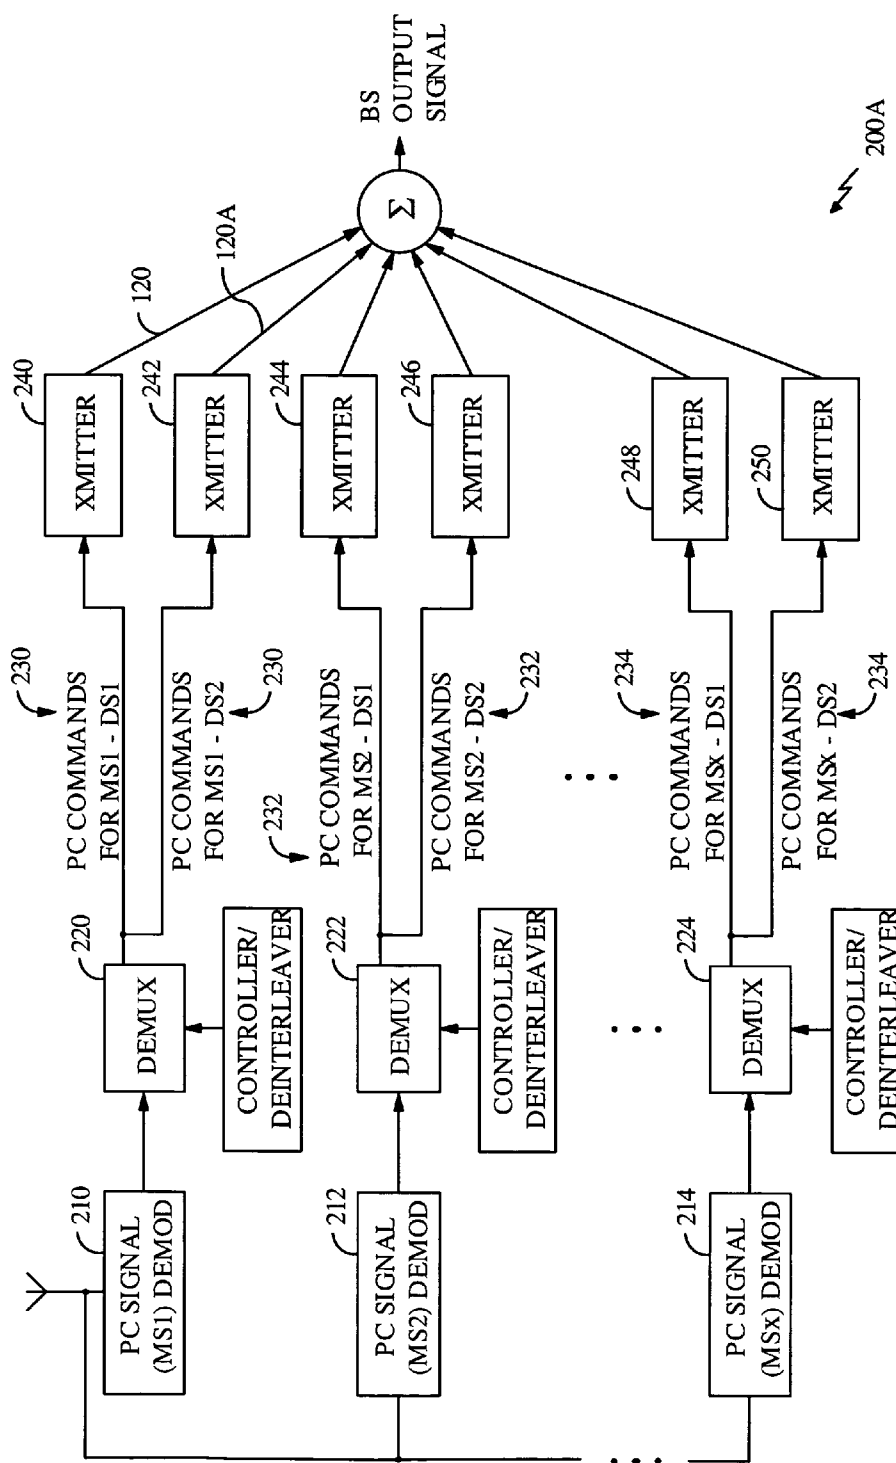 210
PC SIGNAL
(MS1) DEMOD
220
DEMUX
CONTROLLER/
DEINTERLEAVER
230
PC COMMANDS
FOR MS1 - DS1
PC COMMANDS
FOR MS1 - DS2
230
240
XMITTER
242
XMITTER
120
120A
212
PC SIGNAL
(MS2) DEMOD
222
DEMUX
CONTROLLER/
DEINTERLEAVER
232
PC COMMANDS
FOR MS2 - DS1
PC COMMANDS
FOR MS2 - DS2
232
244
XMITTER
246
XMITTER
Σ
BS
OUTPUT
SIGNAL
214
PC SIGNAL
(MSx) DEMOD
224
DEMUX
CONTROLLER/
DEINTERLEAVER
234
PC COMMANDS
FOR MSx - DS1
PC COMMANDS
FOR MSx - DS2
234
248
XMITTER
250
XMITTER
200A